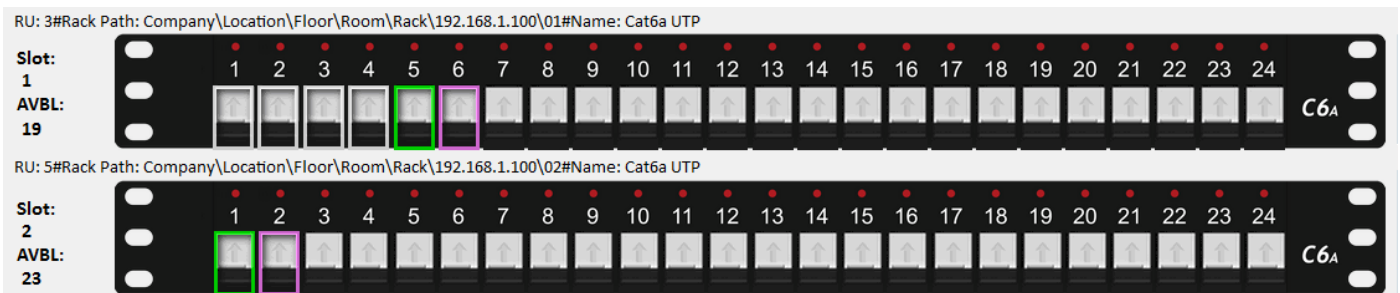 RU: 3#Rack Path: Company\Location\Floor\Room\Rack\192.168.1.100\01#Name: Cat6a UTP
Slot:
1
AVBL:
19
1 2 3 4 5 6 7 8 9 10 11 12 13 14 15 16 17 18 19 20 21 22 23 24
C6A
RU: 5#Rack Path: Company\Location\Floor\Room\Rack\192.168.1.100\02#Name: Cat6a UTP
Slot:
2
AVBL:
23
1 2 3 4 5 6 7 8 9 10 11 12 13 14 15 16 17 18 19 20 21 22 23 24
C6A